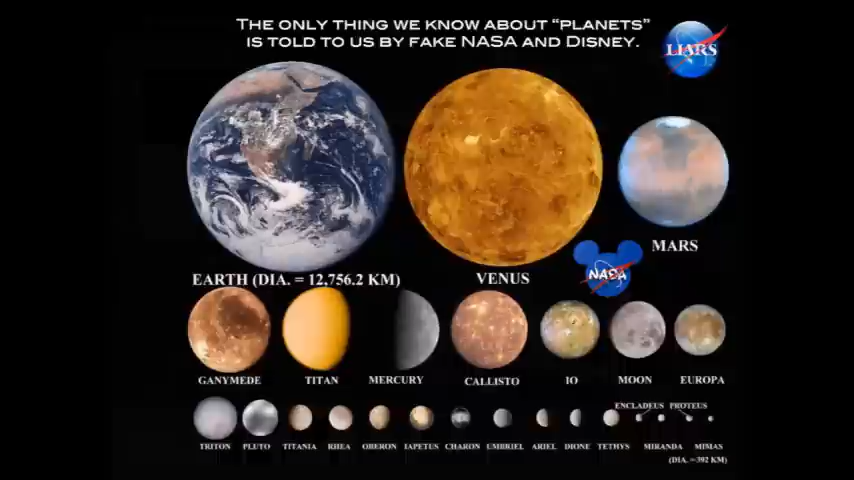 THE ONLY THING WE KNOW ABOUT “PLANETS”
IS TOLD TO US BY FAKE NASA AND DISNEY.
LIARS
EARTH (DIA. = 12,756.2 KM)
VENUS
MARS
NASA
GANYMEDE
TITAN
MERCURY
CALLISTO
IO
MOON
EUROPA
ENCLADEUS
PROTEUS
TRITON
PLUTO
TITANIA
RHEA
OBERON
IAPETUS
CHARON
UMBRIEL
ARIEL
DIONE
TETHYS
MIRANDA
MIMAS
(DIA. =392 KM)